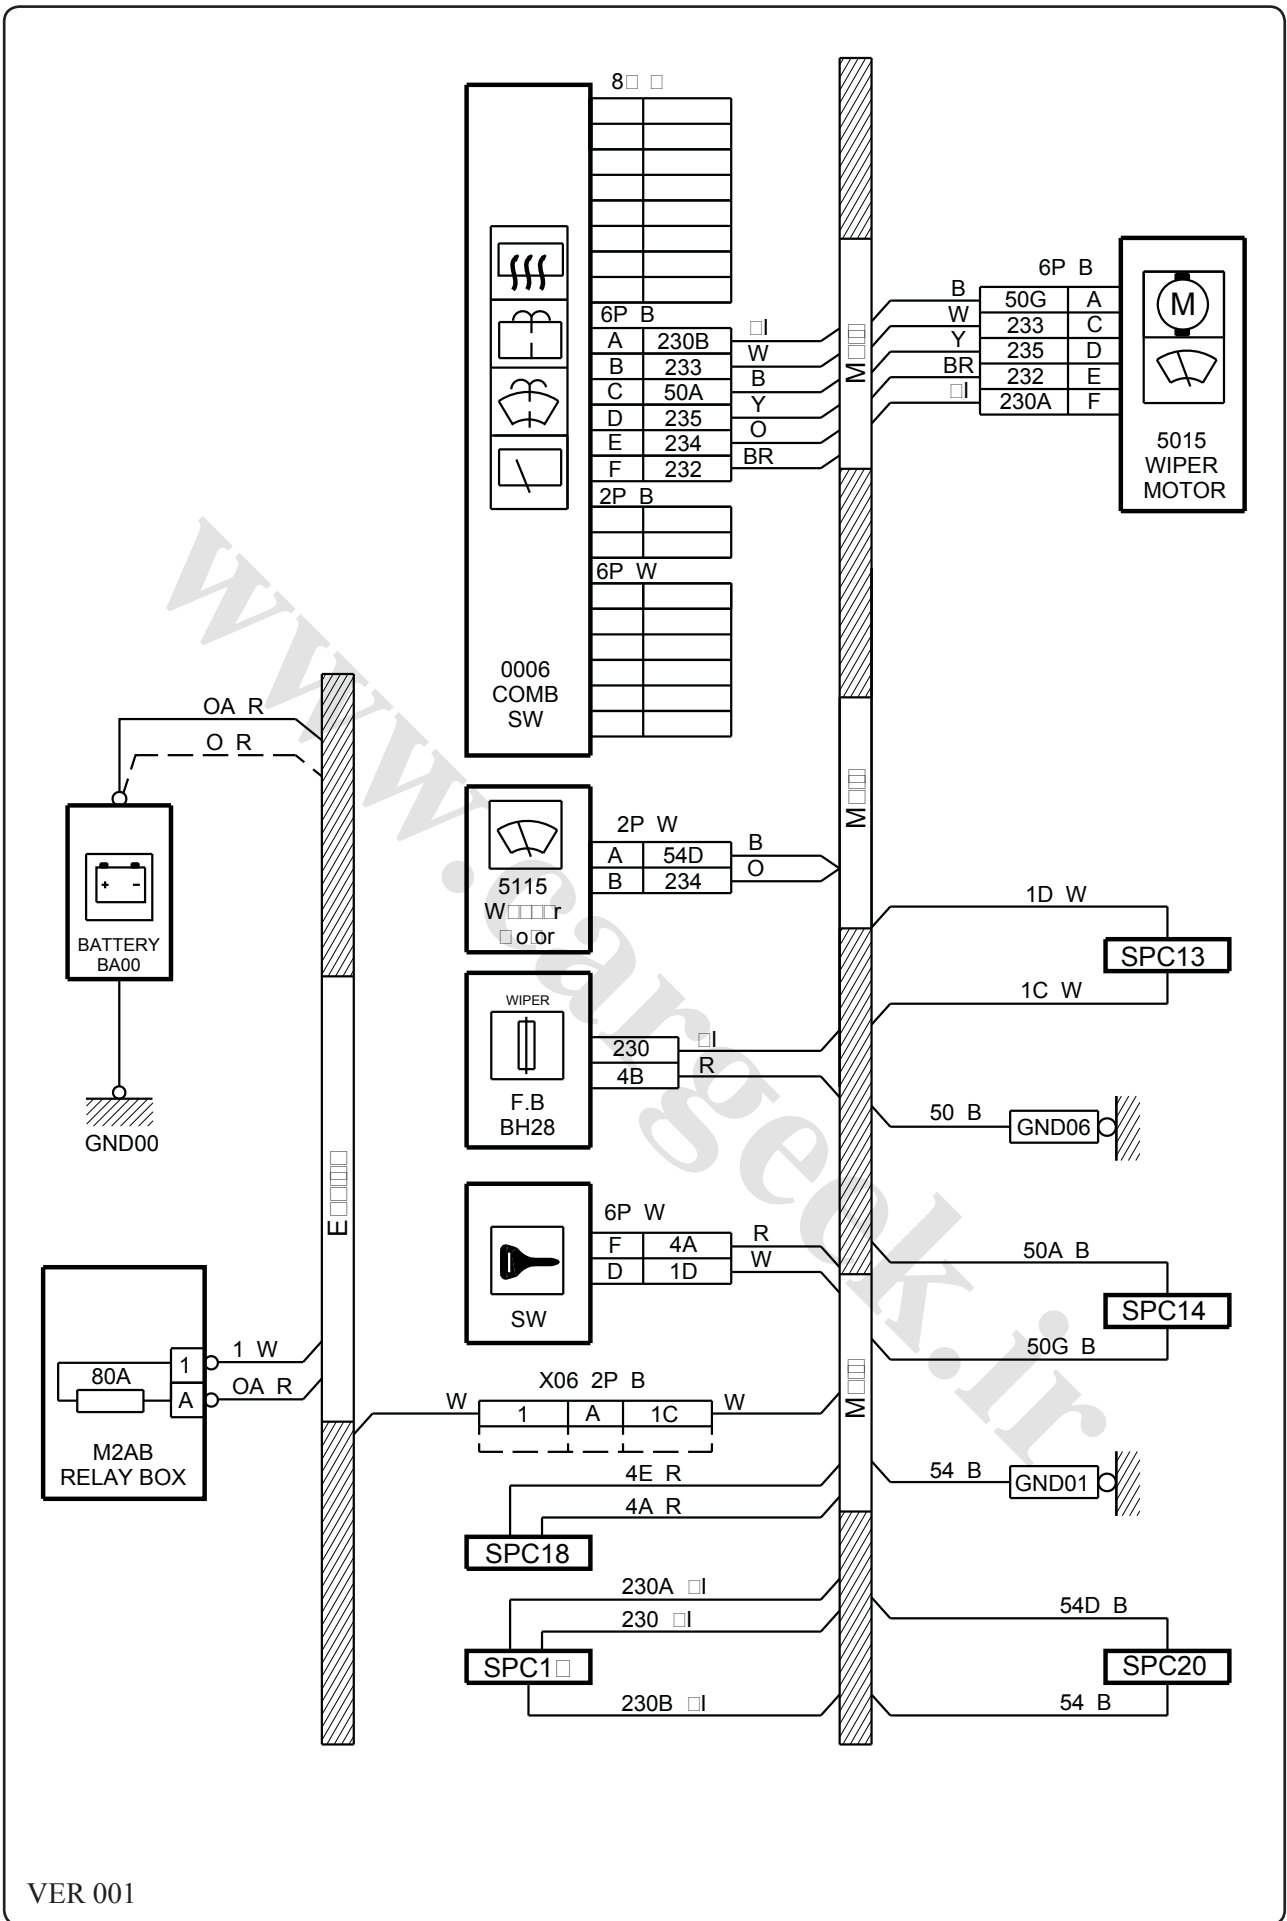 6P B
A 230B
B 233
C 50A
D 235
E 234
F 232
W
B
Y
O
BR
2P B
6P W
0006
COMB
SW
6P B
B 50G A
W 233 C
Y 235 D
BR 232 E
230A F
5015
WIPER
MOTOR
OA R
O R
BATTERY
BA00
GND00
2P W
A 54D B
B 234 O
5115
WIPER
230
4B R
F.B
BH28
1D W
SPC13
1C W
50 B
GND06
6P W
F 4A R
D 1D W
SW
50A B
SPC14
50G B
80A
1 1 W
A OA R
M2AB
RELAY BOX
X06 2P B
W 1 A 1C W
4E R
4A R
SPC18
54 B
GND01
230A
230
230B
54D B
SPC20
54 B
VER 001
www.cargeek.ir